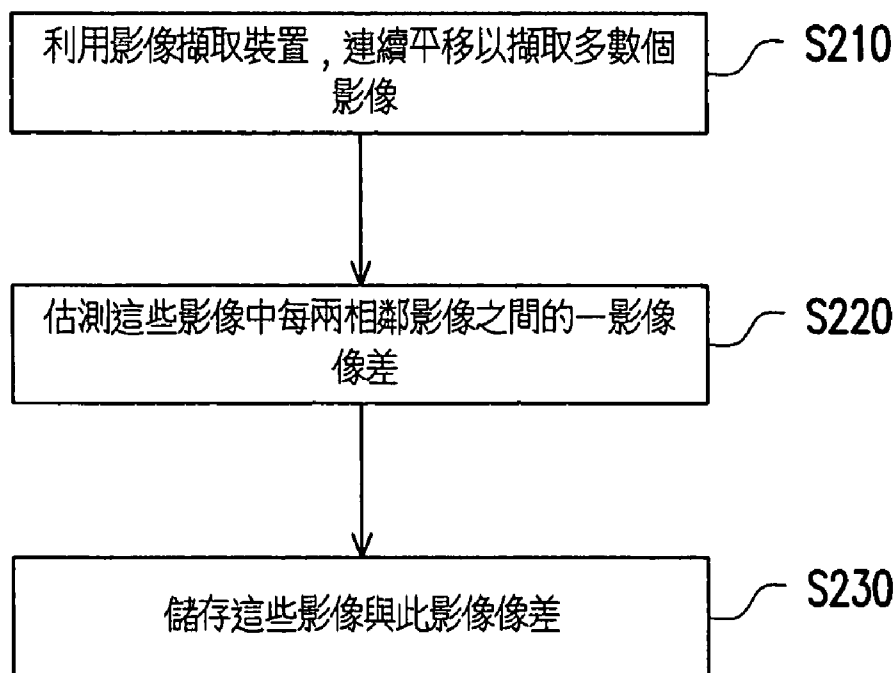 利用影像擷取裝置，連續平移以擷取多數個
影像
S210
估測這些影像中每兩相鄰影像之間的一影像
像差
S220
儲存這些影像與此影像像差
S230